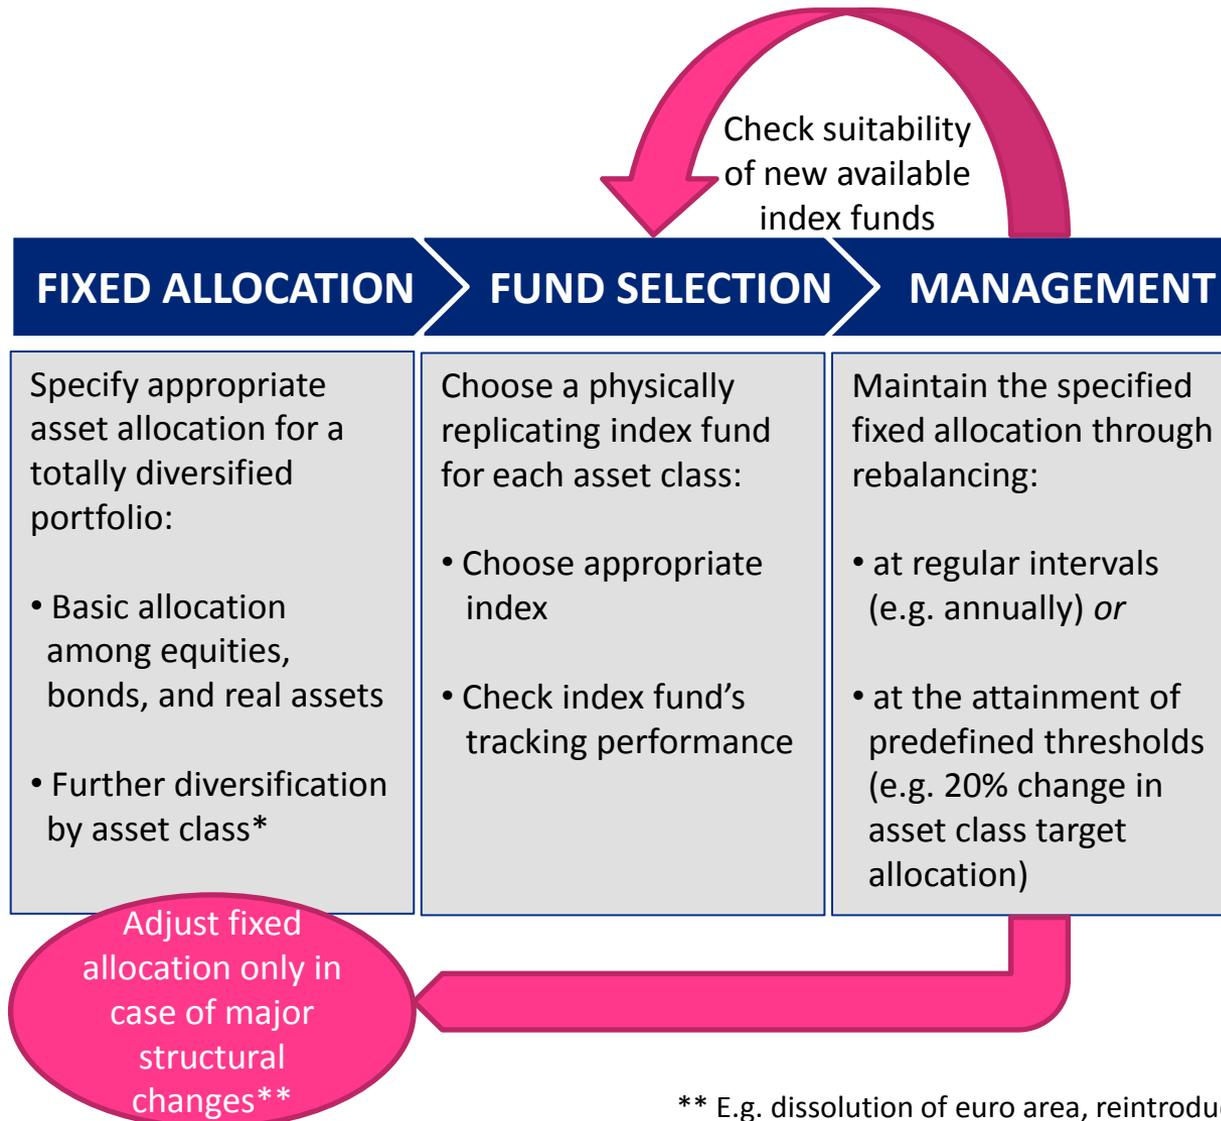 Check suitability
of new available
index funds
FIXED ALLOCATION
FUND SELECTION
MANAGEMENT
Specify appropriate
asset allocation for a
totally diversified
portfolio:
• Basic allocation
among equities,
bonds, and real assets
• Further diversification
by asset class*
Choose a physically
replicating index fund
for each asset class:
• Choose appropriate
index
• Check index fund’s
tracking performance
Maintain the specified
fixed allocation through
rebalancing:
• at regular intervals
(e.g. annually) or
• at the attainment of
predefined thresholds
(e.g. 20% change in
asset class target
allocation)
Adjust fixed
allocation only in
case of major
structural
changes**
** E.g. dissolution of euro area,